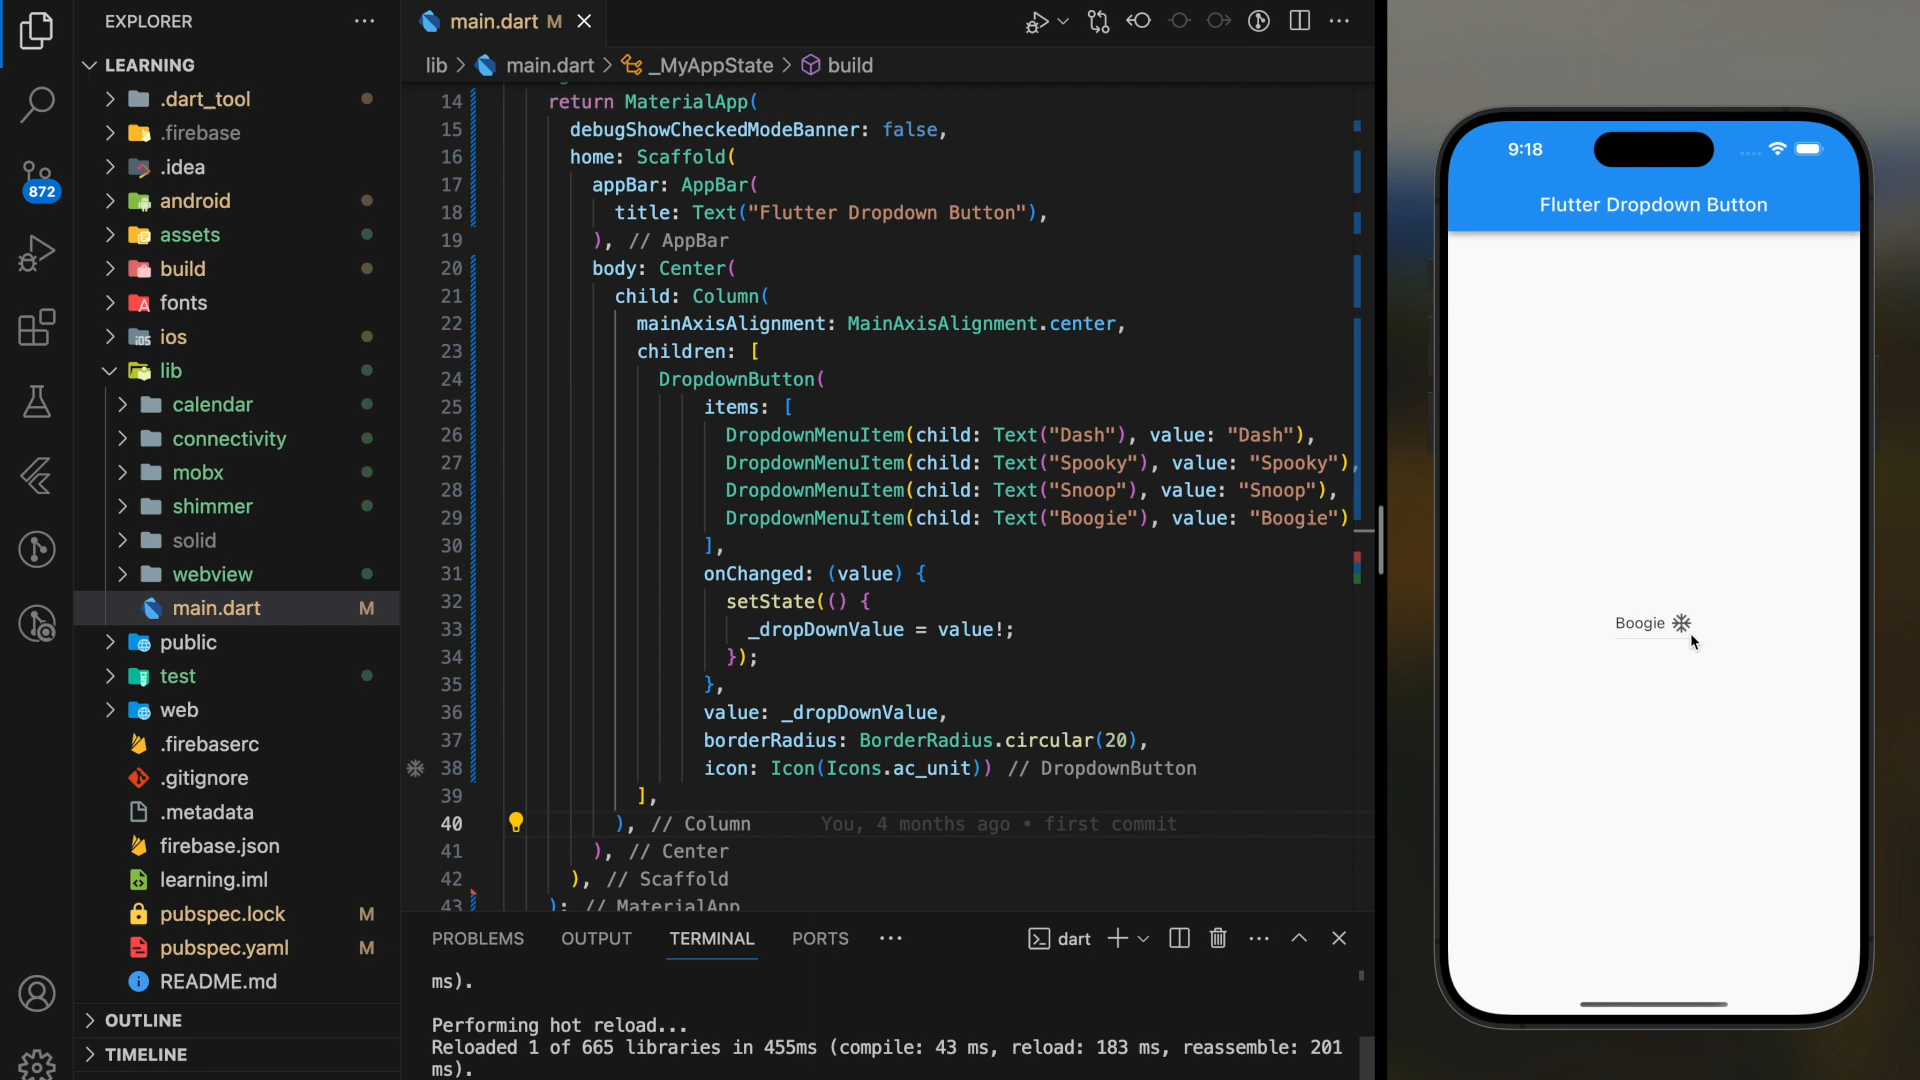 EXPLORER
LEARNING
.dart_tool
.firebase
.idea
android
assets
build
fonts
ios
lib
calendar
connectivity
mobx
shimmer
solid
webview
main.dart M
public
test
web
.firebaserc
.gitignore
.metadata
firebase.json
learning.iml
pubspec.lock M
pubspec.yaml M
README.md
OUTLINE
TIMELINE
872
main.dart M
lib > main.dart > _MyAppState > build
14 return MaterialApp(
15 debugShowCheckedModeBanner: false,
16 home: Scaffold(
17 appBar: AppBar(
18 title: Text("Flutter Dropdown Button"),
19 ), // AppBar
20 body: Center(
21 child: Column(
22 mainAxisAlignment: MainAxisAlignment.center,
23 children: [
24 DropdownButton(
25 items: [
26 DropdownMenuItem(child: Text("Dash"), value: "Dash"),
27 DropdownMenuItem(child: Text("Spooky"), value: "Spooky"),
28 DropdownMenuItem(child: Text("Snoop"), value: "Snoop"),
29 DropdownMenuItem(child: Text("Boogie"), value: "Boogie")
30 ],
31 onChanged: (value) {
32 setState(() {
33 _dropDownValue = value!;
34 });
35 },
36 value: _dropDownValue,
37 borderRadius: BorderRadius.circular(20),
38 icon: Icon(Icons.ac_unit)) // DropdownButton
39 ],
40 ), // Column You, 4 months ago • first commit
41 ), // Center
42 ), // Scaffold
43 ); // MaterialApp
PROBLEMS OUTPUT TERMINAL PORTS dart
ms).
Performing hot reload...
Reloaded 1 of 665 libraries in 455ms (compile: 43 ms, reload: 183 ms, reassemble: 201
ms).
9:18
Flutter Dropdown Button
Boogie